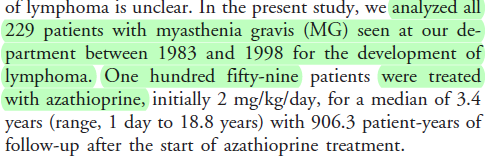 of lymphoma is unclear. In the present study, we analyzed all
229 patients with myasthenia gravis (MG) seen at our de-
partment between 1983 and 1998 for the development of
lymphoma. One hundred fifty-nine patients were treated
with azathioprine, initially 2 mg/kg/day, for a median of 3.4
years (range, 1 day to 18.8 years) with 906.3 patient-years of
follow-up after the start of azathioprine treatment.